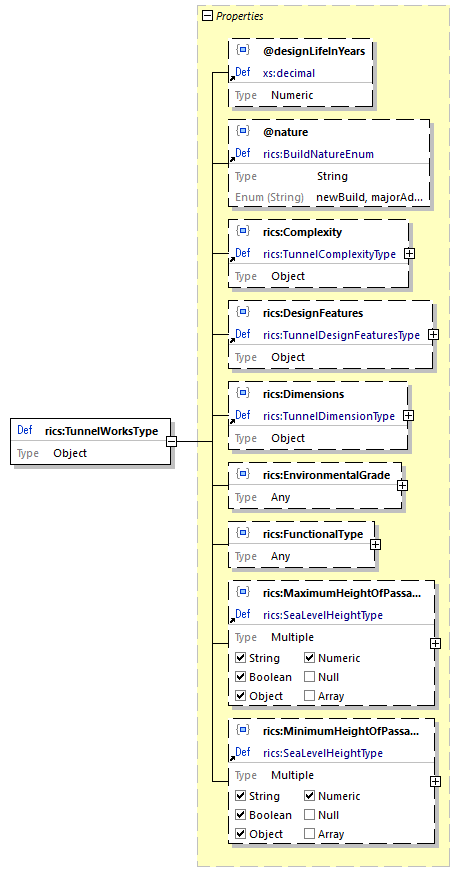 Properties
@designLifeInYears
Def xs:decimal
Type Numeric
@nature
Def rics:BuildNatureEnum
Type String
Enum (String) newBuild, majorAd...
rics:Complexity
Def rics:TunnelComplexityType
Type Object
rics:DesignFeatures
Def rics:TunnelDesignFeaturesType
Type Object
rics:Dimensions
Def rics:TunnelDimensionType
Type Object
Def rics:TunnelWorksType
Type Object
rics:EnvironmentalGrade
Type Any
rics:FunctionalType
Type Any
rics:MaximumHeightOfPassa...
Def rics:SeaLevelHeightType
Type Multiple
String Numeric
Boolean Null
Object Array
rics:MinimumHeightOfPassa...
Def rics:SeaLevelHeightType
Type Multiple
String Numeric
Boolean Null
Object Array